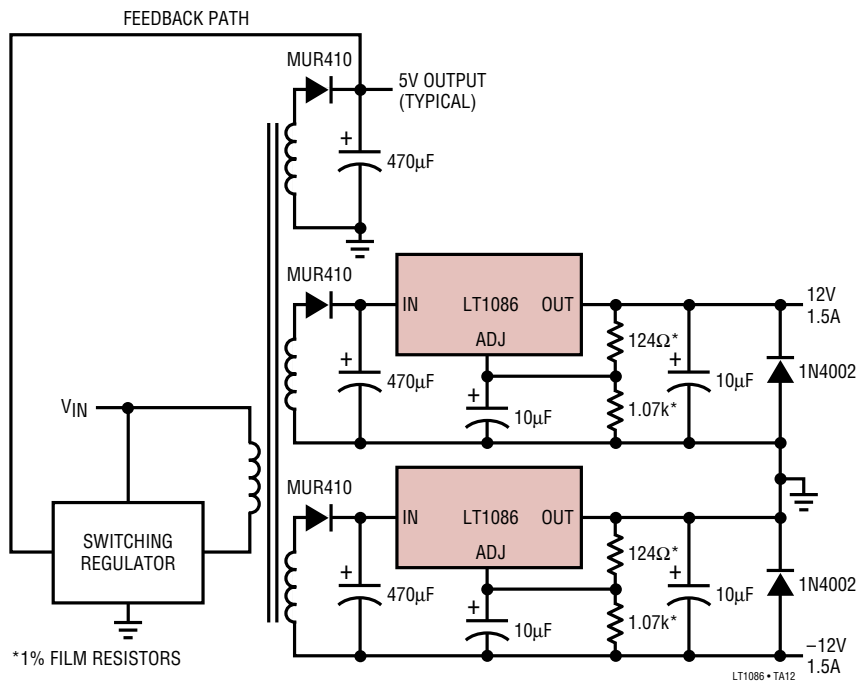 FEEDBACK PATH
MUR410
5V OUTPUT
(TYPICAL)
+
470µF
MUR410
IN
LT1086
OUT
ADJ
12V
1.5A
124Ω*
+
470µF
+
10µF
1.07k*
+
10µF
1N4002
VIN
MUR410
SWITCHING
REGULATOR
IN
LT1086
OUT
ADJ
124Ω*
+
470µF
+
10µF
1.07k*
+
10µF
1N4002
–12V
1.5A
*1% FILM RESISTORS
LT1086 • TA12